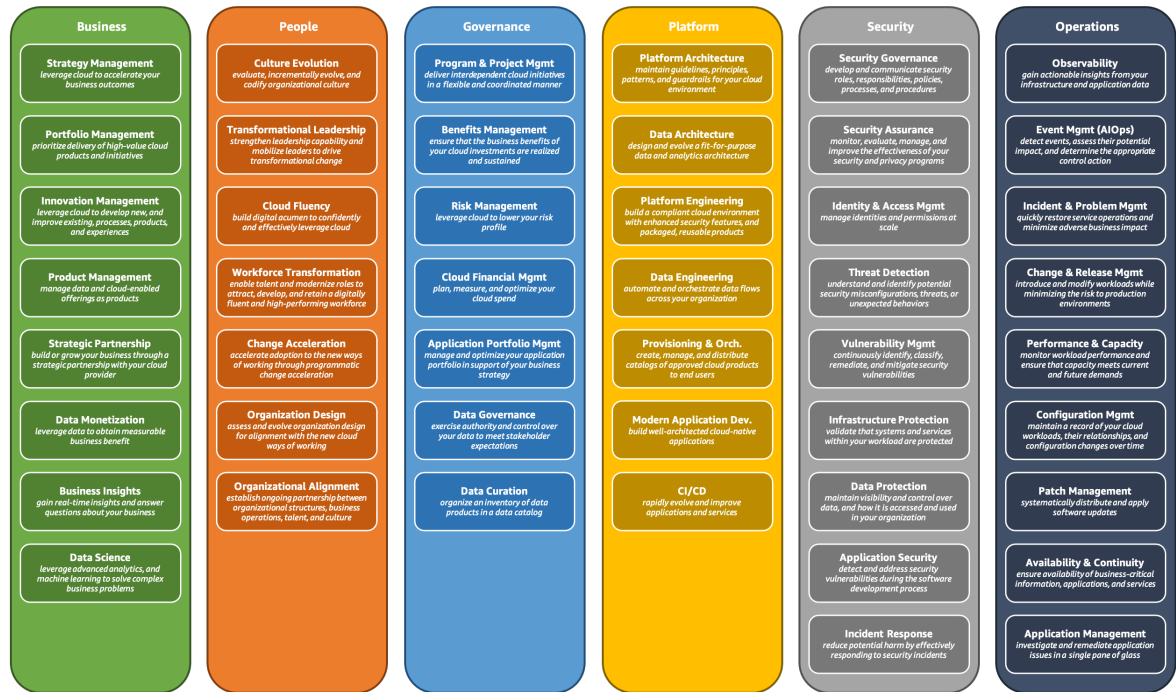 Business
Strategy Management
leverage cloud to accelerate your
business outcomes
Portfolio Management
prioritize delivery of high-value cloud
products and initiatives
Innovation Management
leverage cloud to develop new, and
improve existing, processes, products,
and experiences
Product Management
manage data and cloud-enabled
offerings as products
Strategic Partnership
build or grow your business through a
strategic partnership with your cloud
provider
Data Monetization
leverage data to obtain measurable
business benefit
Business Insights
gain real-time insights and answer
questions about your business
Data Science
leverage advanced analytics, and
machine learning to solve complex
business problems
People
Culture Evolution
evaluate, incrementally evolve, and
codify organizational culture
Transformational Leadership
strengthen leadership capability and
mobilize leaders to drive
transformational change
Cloud Fluency
build digital acumen to confidently
and effectively leverage cloud
Workforce Transformation
enable talent and modernize roles to
attract, develop, and retain a digitally
fluent and high-performing workforce
Change Acceleration
accelerate adoption to the new ways
of working through programmatic
change acceleration
Organization Design
assess and evolve organization design
for alignment with the new cloud
ways of working
Organizational Alignment
establish ongoing partnership between
organizational structures, business
operations, talent, and culture
Governance
Program & Project Mgmt
deliver interdependent cloud initiatives
in a flexible and coordinated manner
Benefits Management
ensure that the business benefits of
your cloud investments are realized
and sustained
Risk Management
leverage cloud to lower your risk
profile
Cloud Financial Mgmt
plan, measure, and optimize your
cloud spend
Application Portfolio Mgmt
manage and optimize your application
portfolio in support of your business
strategy
Data Governance
exercise authority and control over
your data to meet stakeholder
expectations
Data Curation
organize an inventory of data
products in a data catalog
Platform
Platform Architecture
maintain guidelines, principles,
patterns, and guardrails for your cloud
environment
Data Architecture
design and evolve a fit-for-purpose
data and analytics architecture
Platform Engineering
build a compliant cloud environment
with enhanced security features, and
packaged, reusable products
Data Engineering
automate and orchestrate data flows
across your organization
Provisioning & Orch.
create, manage, and distribute
catalogs of approved cloud products
to end users
Modern Application Dev.
build well-architected cloud-native
applications
CI/CD
rapidly evolve and improve
applications and services
Security
Security Governance
develop and communicate security
roles, responsibilities, policies,
processes, and procedures
Security Assurance
monitor, evaluate, manage, and
improve the effectiveness of your
security and privacy programs
Identity & Access Mgmt
manage identities and permissions at
scale
Threat Detection
understand and identify potential
security misconfigurations, threats, or
unexpected behaviors
Vulnerability Mgmt
continuously identify, classify,
remediate, and mitigate security
vulnerabilities
Infrastructure Protection
validate that systems and services
within your workload are protected
Data Protection
maintain visibility and control over
data, and how it is accessed and used
in your organization
Application Security
detect and address security
vulnerabilities during the software
development process
Incident Response
reduce potential harm by effectively
responding to security incidents
Operations
Observability
gain actionable insights from your
infrastructure and application data
Event Mgmt (AIOps)
detect events, assess their potential
impact, and determine the appropriate
control action
Incident & Problem Mgmt
quickly restore service operations and
minimize adverse business impact
Change & Release Mgmt
introduce and modify workloads while
minimizing the risk to production
environments
Performance & Capacity
monitor workload performance and
ensure that capacity meets current
and future demands
Configuration Mgmt
maintain a record of your cloud
workloads, their relationships, and
configuration changes over time
Patch Management
systematically distribute and apply
software updates
Availability & Continuity
ensure availability of business-critical
information, applications, and services
Application Management
investigate and remediate application
issues in a single pane of glass